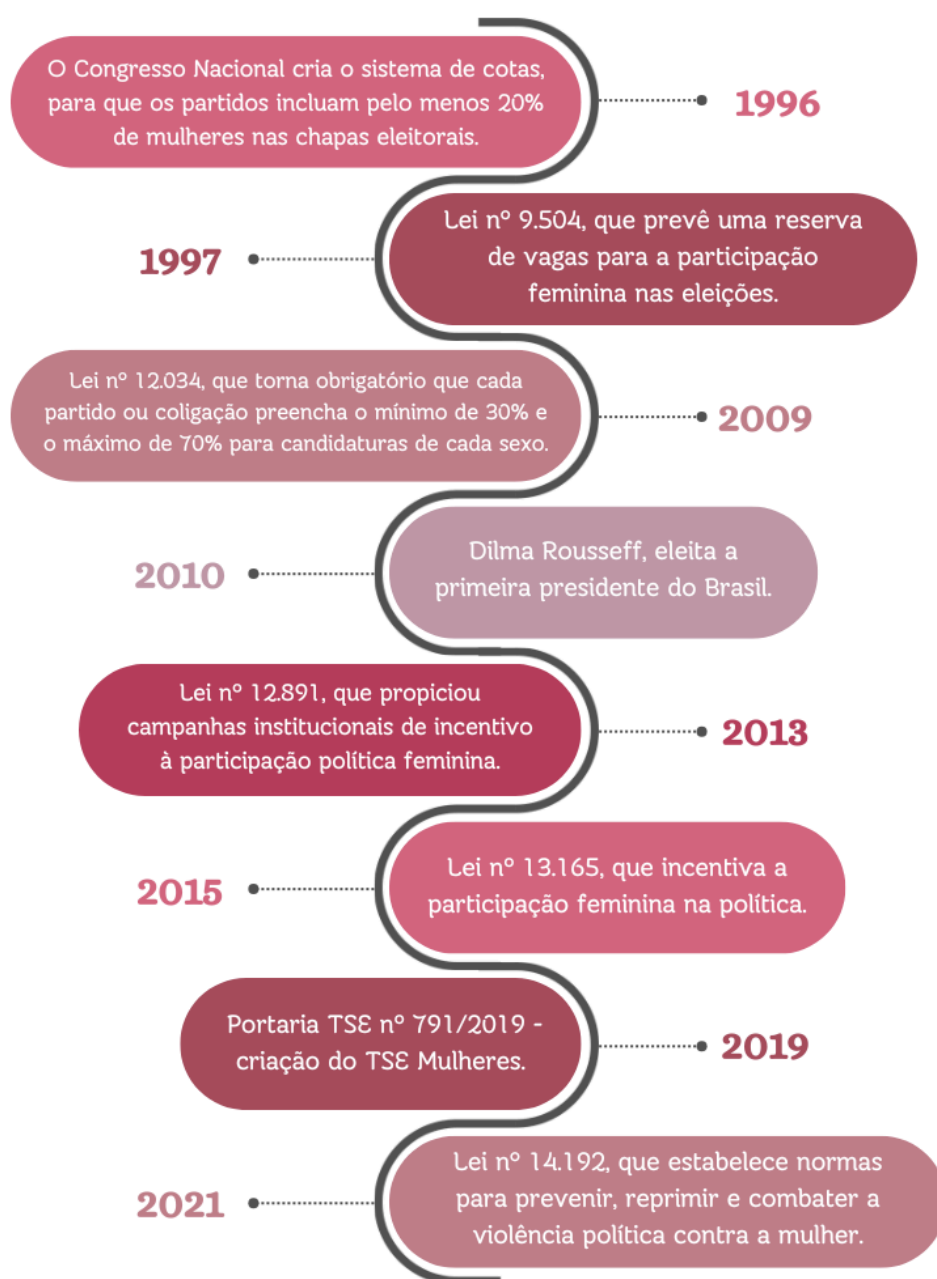 O Congresso Nacional cria o sistema de cotas,
para que os partidos incluam pelo menos 20%
de mulheres nas chapas eleitorais.
1996
1997
Lei nº 9.504, que prevê uma reserva
de vagas para a participação
feminina nas eleições.
Lei nº 12.034, que torna obrigatório que cada
partido ou coligação preencha o mínimo de 30% e
o máximo de 70% para candidaturas de cada sexo.
2009
2010
Dilma Rousseff, eleita a
primeira presidente do Brasil.
Lei nº 12.891, que propiciou
campanhas institucionais de incentivo
à participação política feminina.
2013
2015
Lei nº 13.165, que incentiva a
participação feminina na política.
Portaria TSE nº 791/2019 -
criação do TSE Mulheres.
2019
2021
Lei nº 14.192, que estabelece normas
para prevenir, reprimir e combater a
violência política contra a mulher.